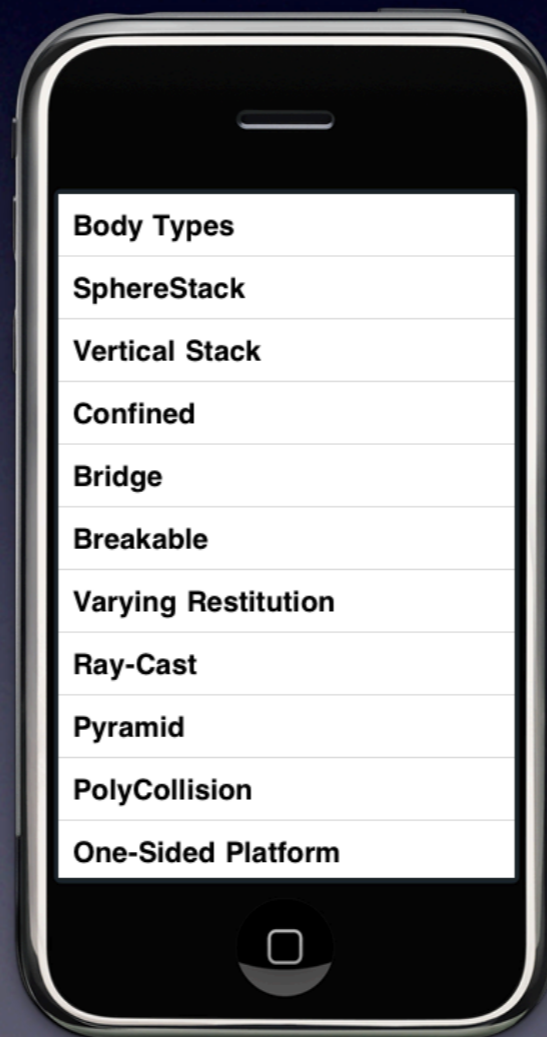 Body Types
SphereStack
Vertical Stack
Confined
Bridge
Breakable
Varying Restitution
Ray-Cast
Pyramid
PolyCollision
One-Sided Platform